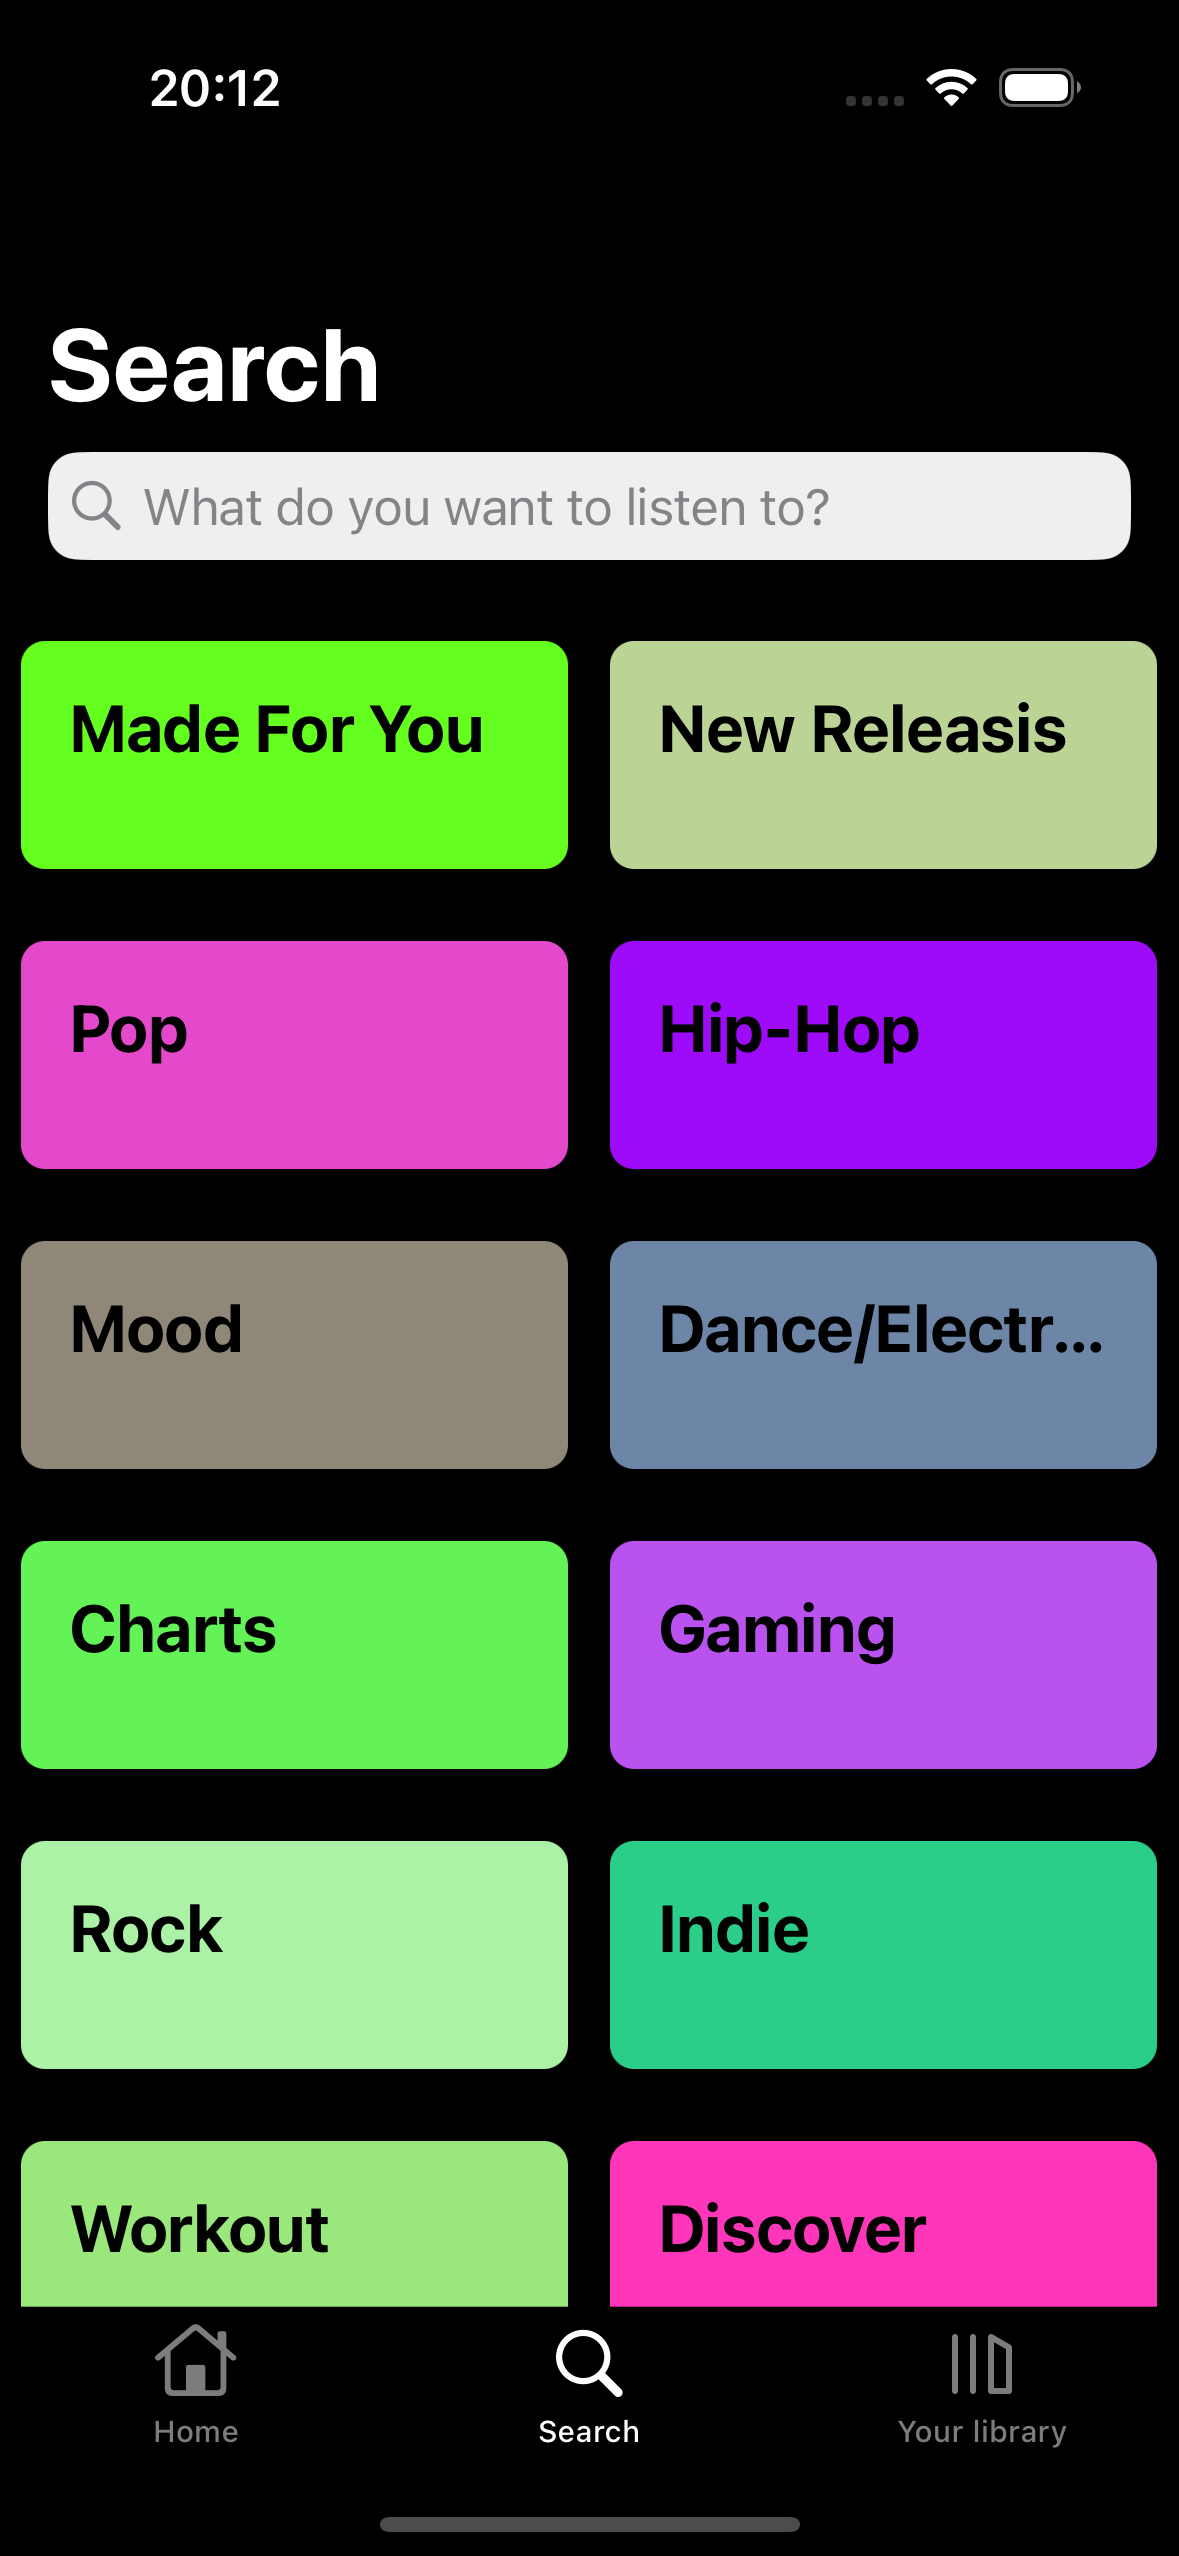 20:12
Search
What do you want to listen to?
Made For You
New Releasis
Pop
Hip-Hop
Mood
Dance/Electr...
Charts
Gaming
Rock
Indie
Workout
Discover
Home
Search
Your library